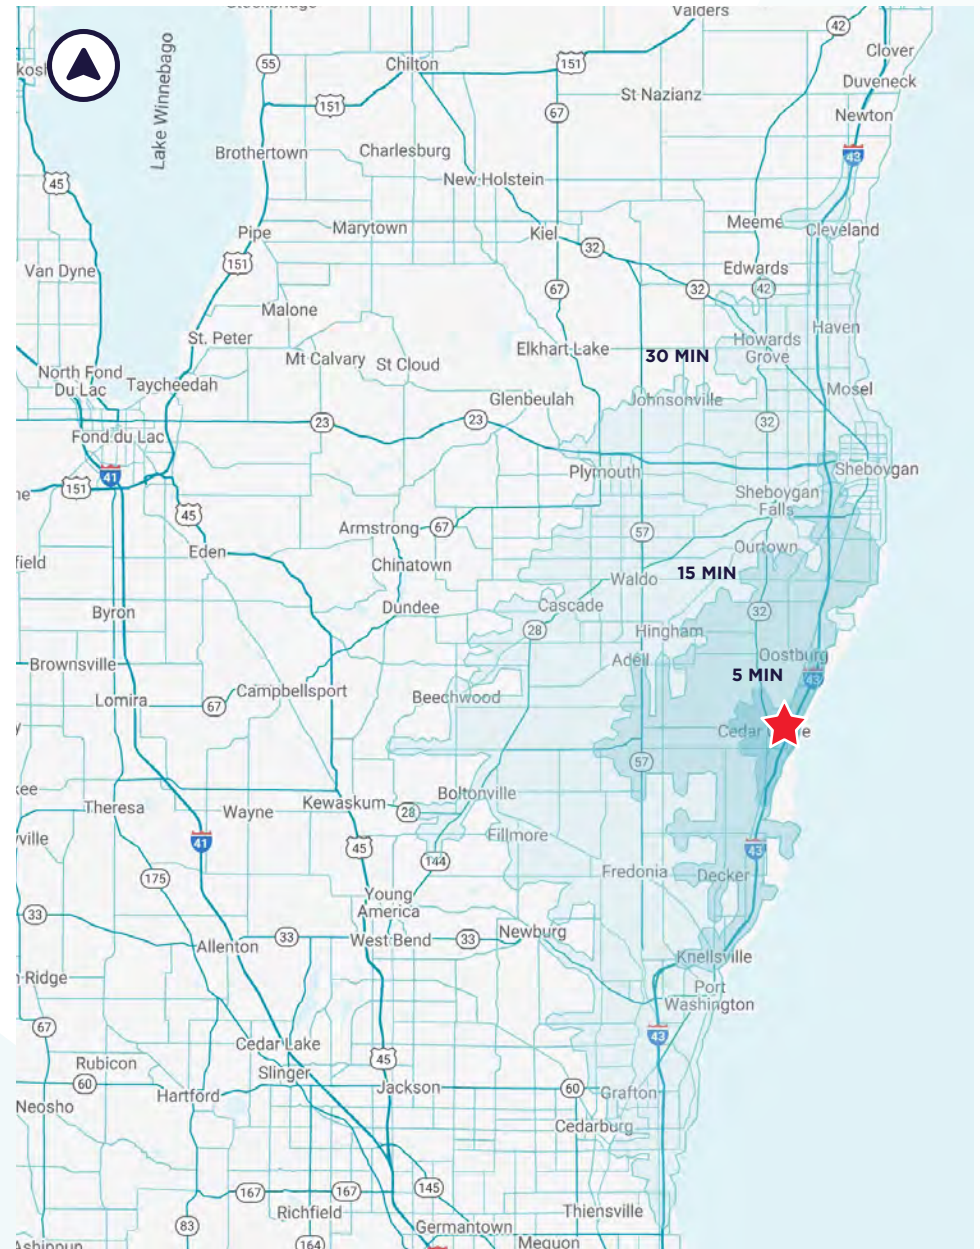 Stockbridge
Valders
42
Clover
55
Chilton
151
Duveneck
St Nazianz
Newton
Lake Winnebago
151
67
43
Brothertown
Charlesburg
New Holstein
45
Meeme
Cleveland
Pipe
Marytown
Kiel
32
151
Van Dyne
Edwards
67
32
42
Malone
Haven
St. Peter
Howards
Grove
Elkhart Lake
30 MIN
Mt Calvary
St Cloud
North Fond
Du Lac
Taycheedah
Mosel
Glenbeulah
Johnsonville
23
23
32
Fond du Lac
41
Plymouth
Sheboygan
151
Sheboygan
Falls
45
Armstrong
67
57
Eden
Ourtown
Chinatown
15 MIN
Waldo
Byron
Dundee
Cascade
32
28
Hingham
Brownsville
Adell
Oostburg
5 MIN
43
Lomira
67
Campbellsport
Beechwood
Cedar
57
Theresa
Wayne
Kewaskum
28
Boltonville
41
45
Fillmore
43
144
175
Fredonia
Decker
Young
America
33
Allenton
33
West Bend
33
Newburg
Knellsville
Port
Washington
67
43
Cedar Lake
45
Rubicon
Slinger
60
Hartford
Jackson
60
Grafton
Neosho
Cedarburg
167
167
145
Richfield
Thiensville
83
Germantown
164
Mequon